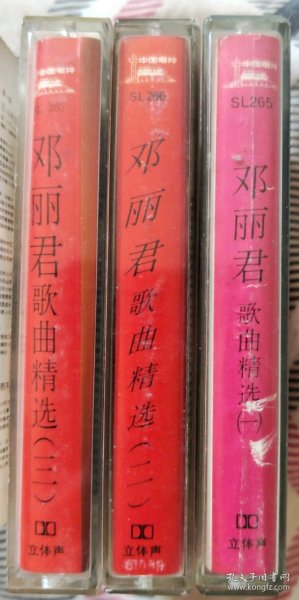 中国唱片
SL 267
邓丽君歌曲精选(三)
立体声
中国唱片
SL266
邓丽君歌曲精选(二)
立体声
中国唱片
SL265
邓丽君歌曲精选(一)
立体声
孔夫子旧书网